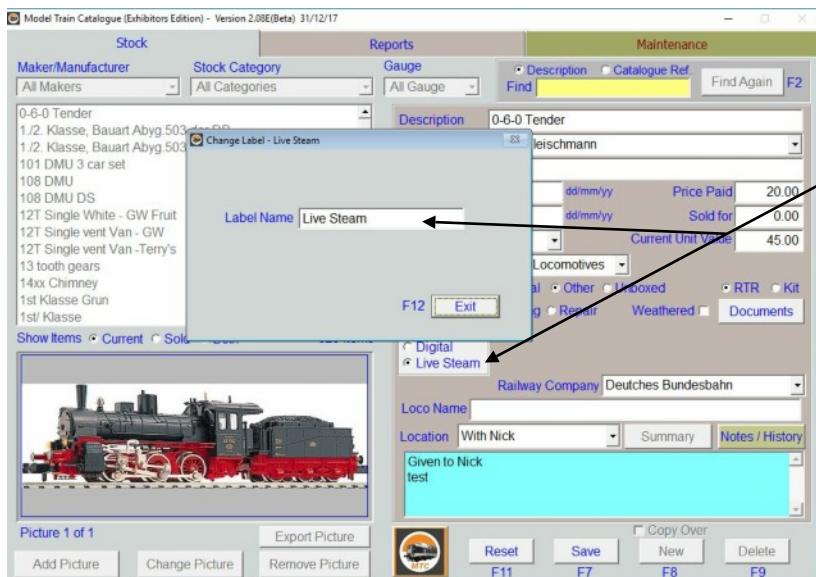 Model Train Catalogue (Exhibitors Edition) - Version 2.08E(Beta) 31/12/17
Stock
Reports
Maintenance
Maker/Manufacturer
Stock Category
Gauge
All Makers
All Categories
All Gauge
Description
Catalogue Ref.
Find
Find Again
F2
0-6-0 Tender
1./2. Klasse, Bauart Abyg.503
1./2. Klasse, Bauart Abyg.503
101 DMU 3 car set
108 DMU
108 DMU DS
12T Single White - GW Fruit
12T Single vent Van - GW
12T Single vent Van -Terry's
13 tooth gears
14xx Chimney
1st Klasse Grun
1st/ Klasse
Change Label - Live Steam
Label Name
Live Steam
F12
Exit
Description
0-6-0 Tender
leischmann
dd/mm/yy
Price Paid
20.00
dd/mm/yy
Sold for
0.00
Current Unit Value
45.00
Locomotives
Other
Unboxed
RTR
Kit
Repair
Weathered
Documents
Show Items
Current
Digital
Live Steam
Railway Company
Deutches Bundesbahn
Loco Name
Location
With Nick
Summary
Notes / History
Given to Nick
test
Picture 1 of 1
Export Picture
Add Picture
Change Picture
Remove Picture
MTC
Copy Over
Reset
Save
New
Delete
F11
F7
F8
F9